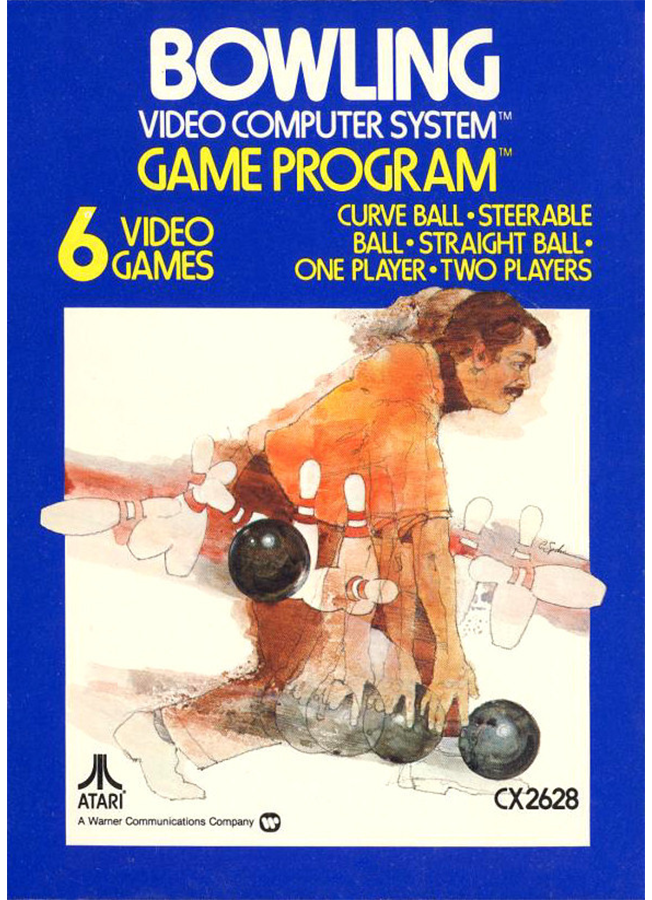 BOWLING
VIDEO COMPUTER SYSTEM™
GAME PROGRAM™
6 VIDEO GAMES
CURVE BALL • STEERABLE
BALL • STRAIGHT BALL •
ONE PLAYER • TWO PLAYERS
ATARI®
CX2628
A Warner Communications Company